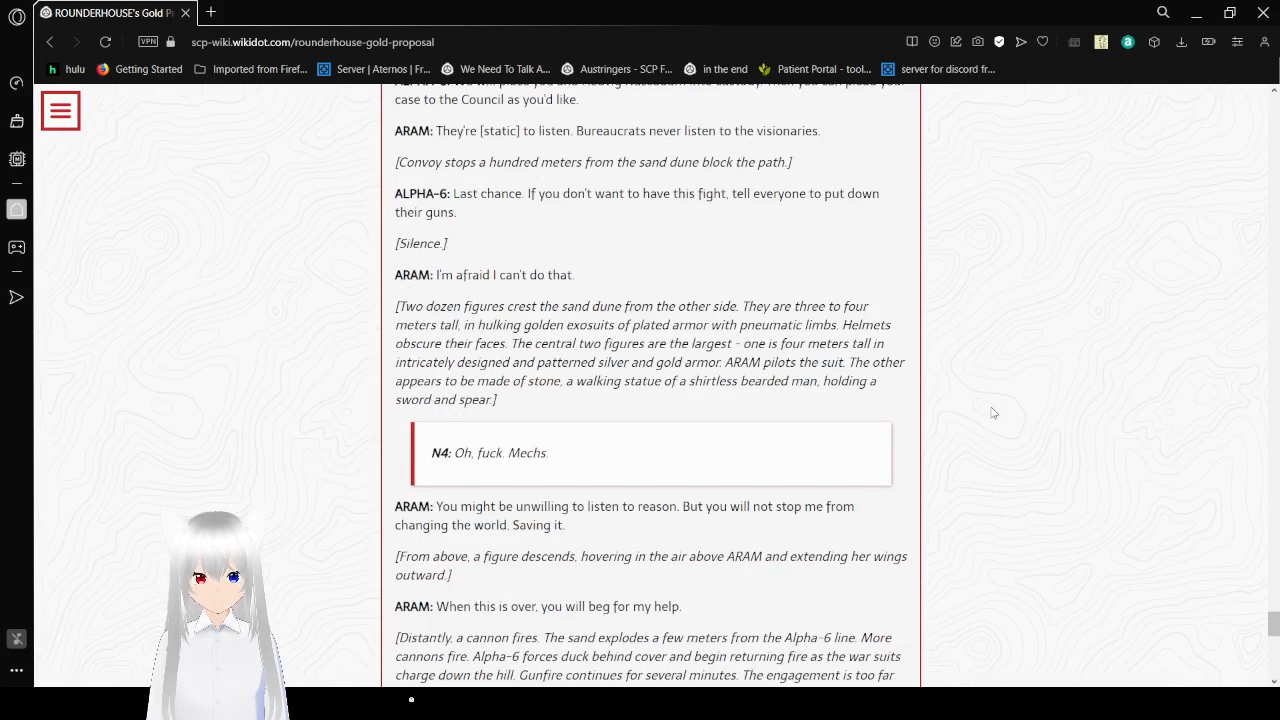 ROUNDERHOUSE's Gold P
VPN
scp-wiki.wikidot.com/rounderhouse-gold-proposal
hulu
Getting Started
Imported from Firef...
Server | Aternos | Fr...
We Need To Talk A...
Austringers - SCP F...
in the end
Patient Portal - tool...
server for discord fr...
case to the Council as you'd like.
ARAM: They're [static] to listen. Bureaucrats never listen to the visionaries.
[Convoy stops a hundred meters from the sand dune block the path.]
ALPHA-6: Last chance. If you don't want to have this fight, tell everyone to put down
their guns.
[Silence.]
ARAM: I'm afraid I can't do that.
[Two dozen figures crest the sand dune from the other side. They are three to four
meters tall, in hulking golden exosuits of plated armor with pneumatic limbs. Helmets
obscure their faces. The central two figures are the largest - one is four meters tall in
intricately designed and patterned silver and gold armor. ARAM pilots the suit. The other
appears to be made of stone, a walking statue of a shirtless bearded man, holding a
sword and spear.]
N4: Oh, fuck. Mechs.
ARAM: You might be unwilling to listen to reason. But you will not stop me from
changing the world. Saving it.
[From above, a figure descends, hovering in the air above ARAM and extending her wings
outward.]
ARAM: When this is over, you will beg for my help.
[Distantly, a cannon fires. The sand explodes a few meters from the Alpha-6 line. More
cannons fire. Alpha-6 forces duck behind cover and begin returning fire as the war suits
charge down the hill. Gunfire continues for several minutes. The engagement is too far